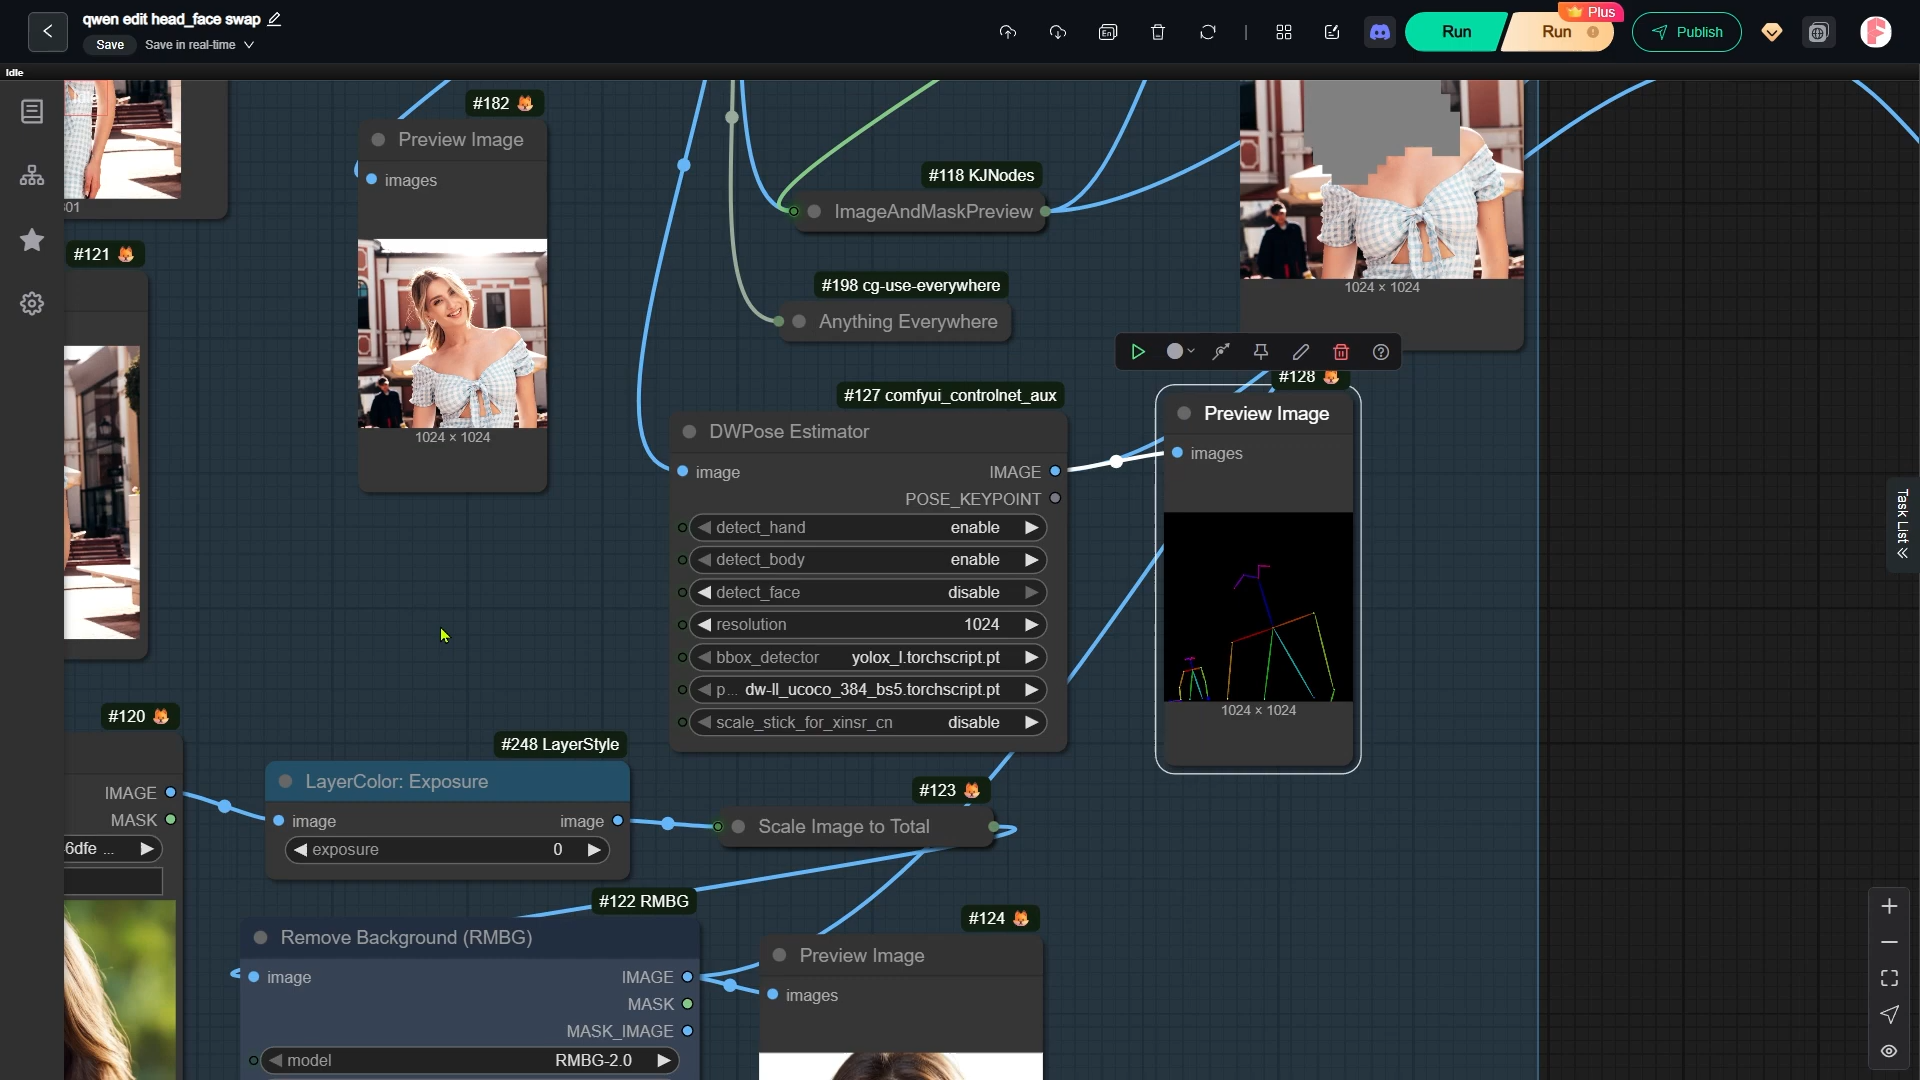 qwen edit head_face swap
Save
Save in real-time
En
Run
Run
Plus
Publish
Idle
#182
Preview Image
images
1024 × 1024
01
#121
#118 KJNodes
ImageAndMaskPreview
#198 cg-use-everywhere
Anything Everywhere
1024 × 1024
#127 comfyui_controlnet_aux
DWPose Estimator
image
IMAGE
POSE_KEYPOINT
detect_hand enable
detect_body enable
detect_face disable
resolution 1024
bbox_detector yolox_l.torchscript.pt
p... dw-ll_ucoco_384_bs5.torchscript.pt
scale_stick_for_xinsr_cn disable
#128
Preview Image
images
1024 × 1024
Task List
#120
IMAGE
MASK
6dfe ...
#248 LayerStyle
LayerColor: Exposure
image image
exposure 0
#123
Scale Image to Total
#122 RMBG
Remove Background (RMBG)
image IMAGE
MASK
MASK_IMAGE
model RMBG-2.0
#124
Preview Image
images